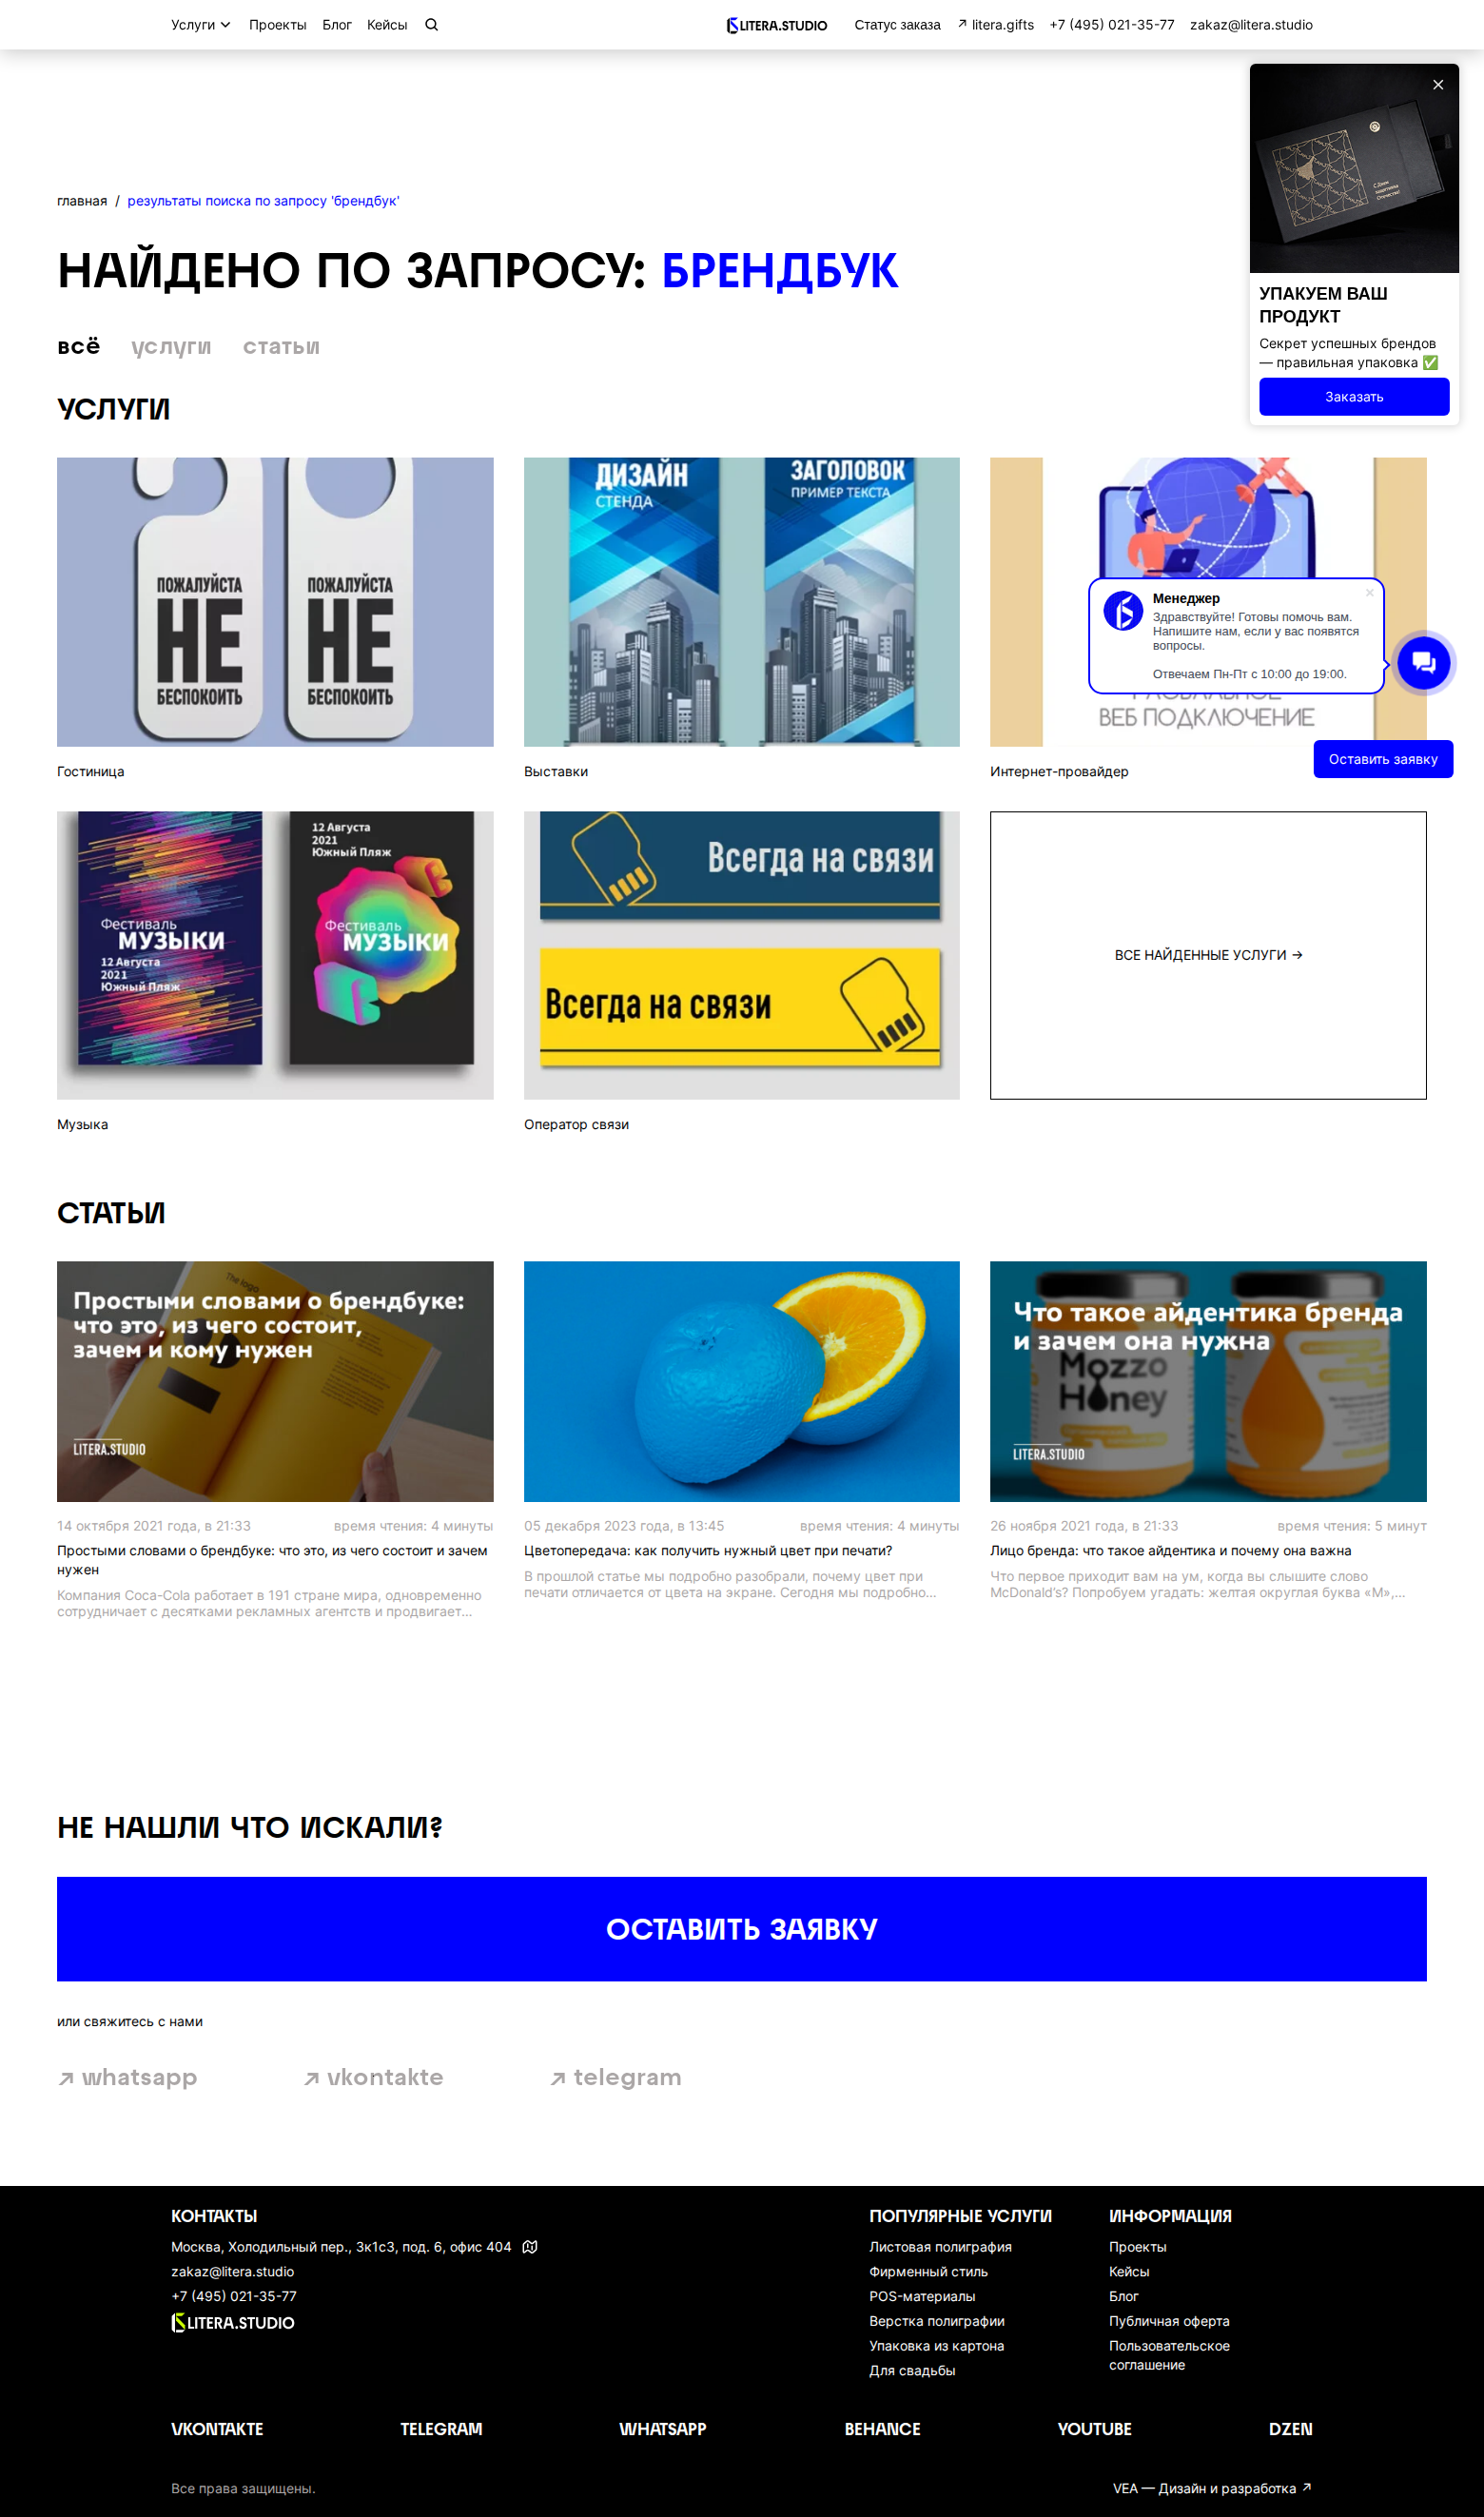 Услуги Проекты Блог Кейсы
LITERA.STUDIO Статус заказа ↗ litera.gifts +7 (495) 021-35-77 zakaz@litera.studio
главная / результаты поиска по запросу 'брендбук'
НАЙДЕНО ПО ЗАПРОСУ: БРЕНДБУК
УПАКУЕМ ВАШ
ПРОДУКТ
Секрет успешных брендов
— правильная упаковка ✅
Заказать
всё услуги статьи
УСЛУГИ
ПОЖАЛУЙСТА
НЕ
БЕСПОКОИТЬ
ПОЖАЛУЙСТА
НЕ
БЕСПОКОИТЬ
Гостиница
ДИЗАЙН
СТЕНДА
ЗАГОЛОВОК
ПРИМЕР ТЕКСТА
Выставки
ВЕБ ПОДКЛЮЧЕНИЕ
Интернет-провайдер
Менеджер
Здравствуйте! Готовы помочь вам.
Напишите нам, если у вас появятся
вопросы.
Отвечаем Пн-Пт с 10:00 до 19:00.
Оставить заявку
Фестиваль
МУЗЫКИ
12 Августа
2021
Южный Пляж
12 Августа
2021
Южный Пляж
Фестиваль
МУЗЫКИ
Музыка
Всегда на связи
Всегда на связи
Оператор связи
ВСЕ НАЙДЕННЫЕ УСЛУГИ →
СТАТЬИ
The logo
Простыми словами о брендбуке:
что это, из чего состоит,
зачем и кому нужен
LITERA.STUDIO
14 октября 2021 года, в 21:33 время чтения: 4 минуты
Простыми словами о брендбуке: что это, из чего состоит и зачем
нужен
Компания Coca-Cola работает в 191 стране мира, одновременно
сотрудничает с десятками рекламных агентств и продвигает...
05 декабря 2023 года, в 13:45 время чтения: 4 минуты
Цветопередача: как получить нужный цвет при печати?
В прошлой статье мы подробно разобрали, почему цвет при
печати отличается от цвета на экране. Сегодня мы подробно...
Что такое айдентика бренда
и зачем она нужна
Mozzo
Honey
LITERA.STUDIO
26 ноября 2021 года, в 21:33 время чтения: 5 минут
Лицо бренда: что такое айдентика и почему она важна
Что первое приходит вам на ум, когда вы слышите слово
McDonald’s? Попробуем угадать: желтая округлая буква «М»,...
НЕ НАШЛИ ЧТО ИСКАЛИ?
ОСТАВИТЬ ЗАЯВКУ
или свяжитесь с нами
↗ whatsapp ↗ vkontakte ↗ telegram
КОНТАКТЫ
Москва, Холодильный пер., 3к1с3, под. 6, офис 404
zakaz@litera.studio
+7 (495) 021-35-77
LITERA.STUDIO
ПОПУЛЯРНЫЕ УСЛУГИ
Листовая полиграфия
Фирменный стиль
POS-материалы
Верстка полиграфии
Упаковка из картона
Для свадьбы
ИНФОРМАЦИЯ
Проекты
Кейсы
Блог
Публичная оферта
Пользовательское
соглашение
VKONTAKTE TELEGRAM WHATSAPP BEHANCE YOUTUBE DZEN
Все права защищены. VEA — Дизайн и разработка ↗